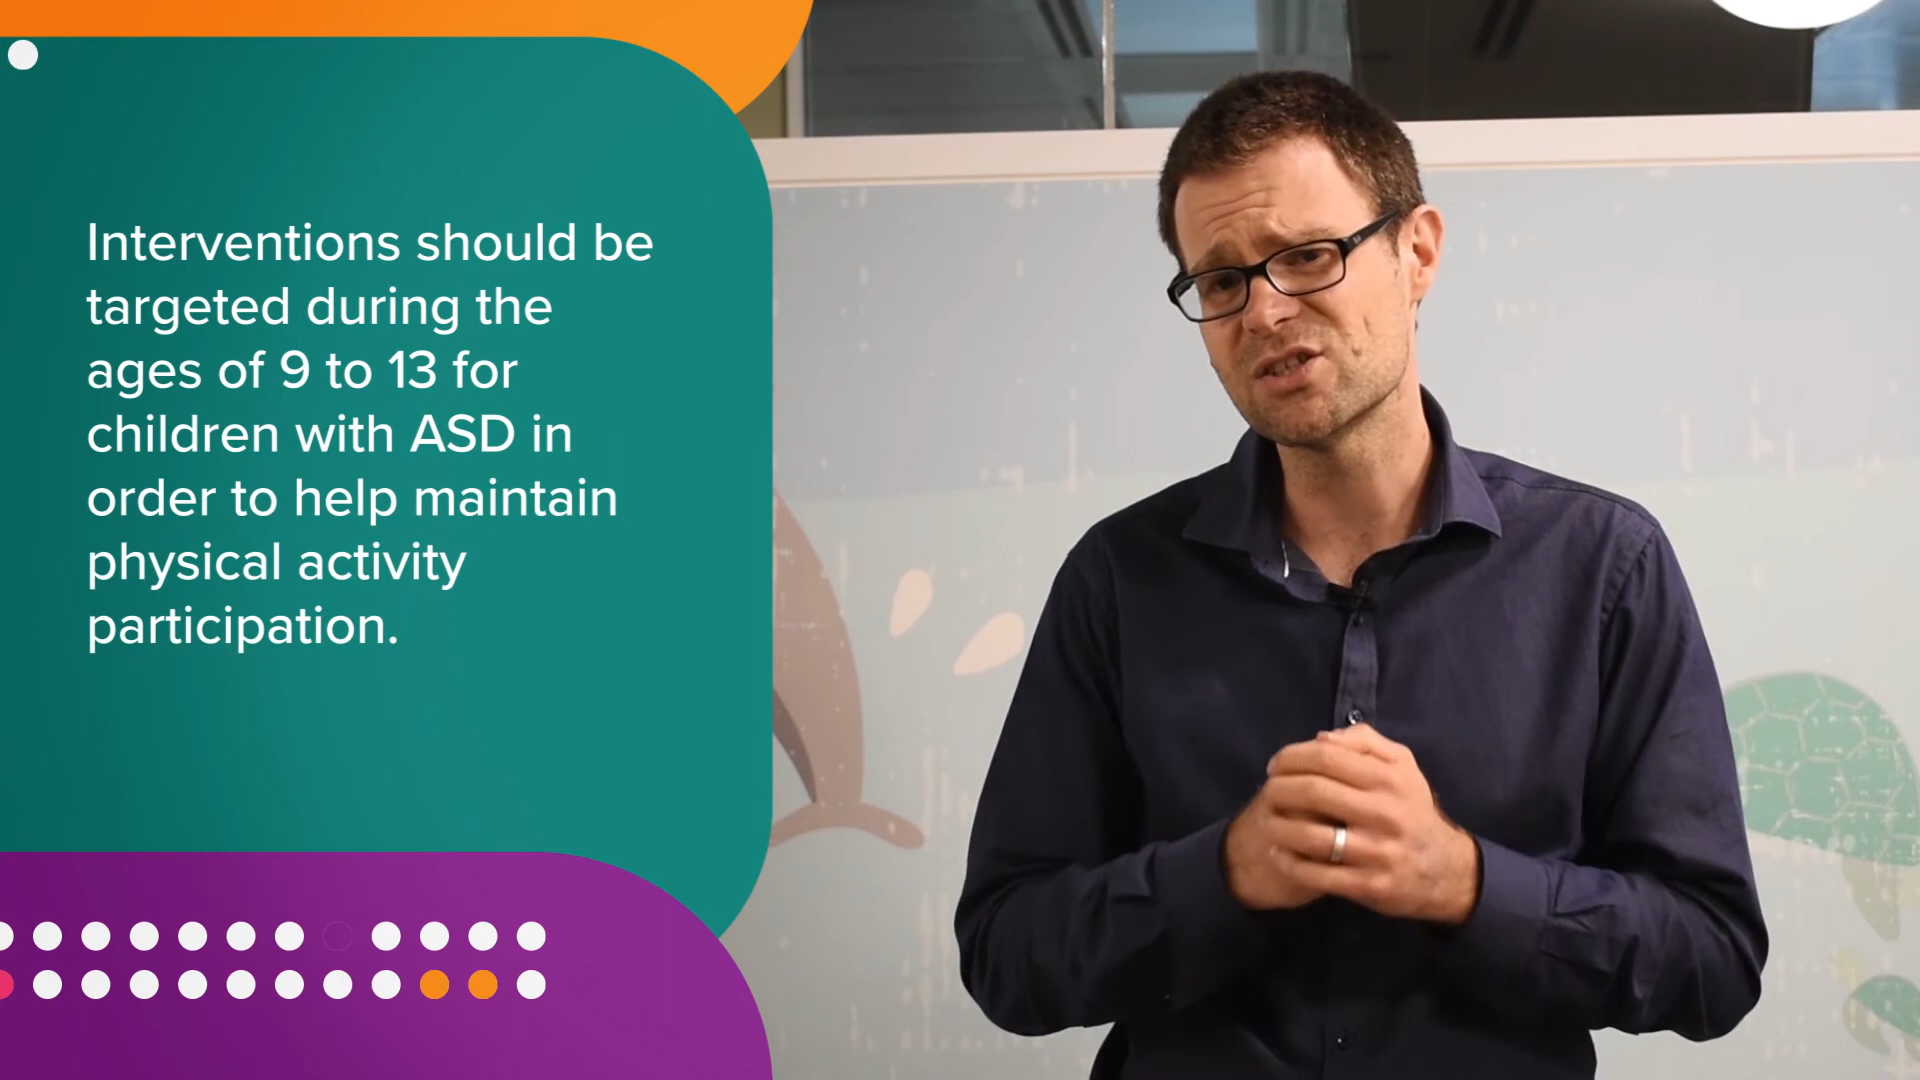 Interventions should be
targeted during the
ages of 9 to 13 for
children with ASD in
order to help maintain
physical activity
participation.